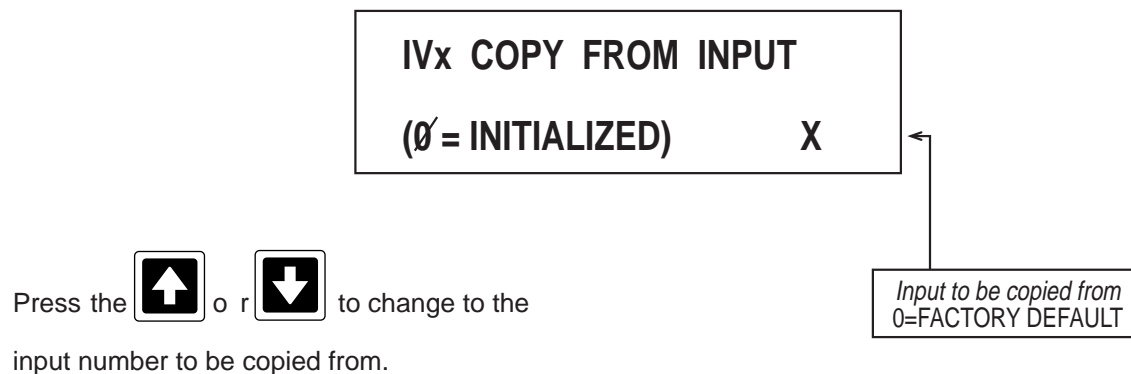 IVx COPY FROM INPUT
(0 = INITIALIZED) X
Input to be copied from
0=FACTORY DEFAULT
Press the o r to change to the
input number to be copied from.